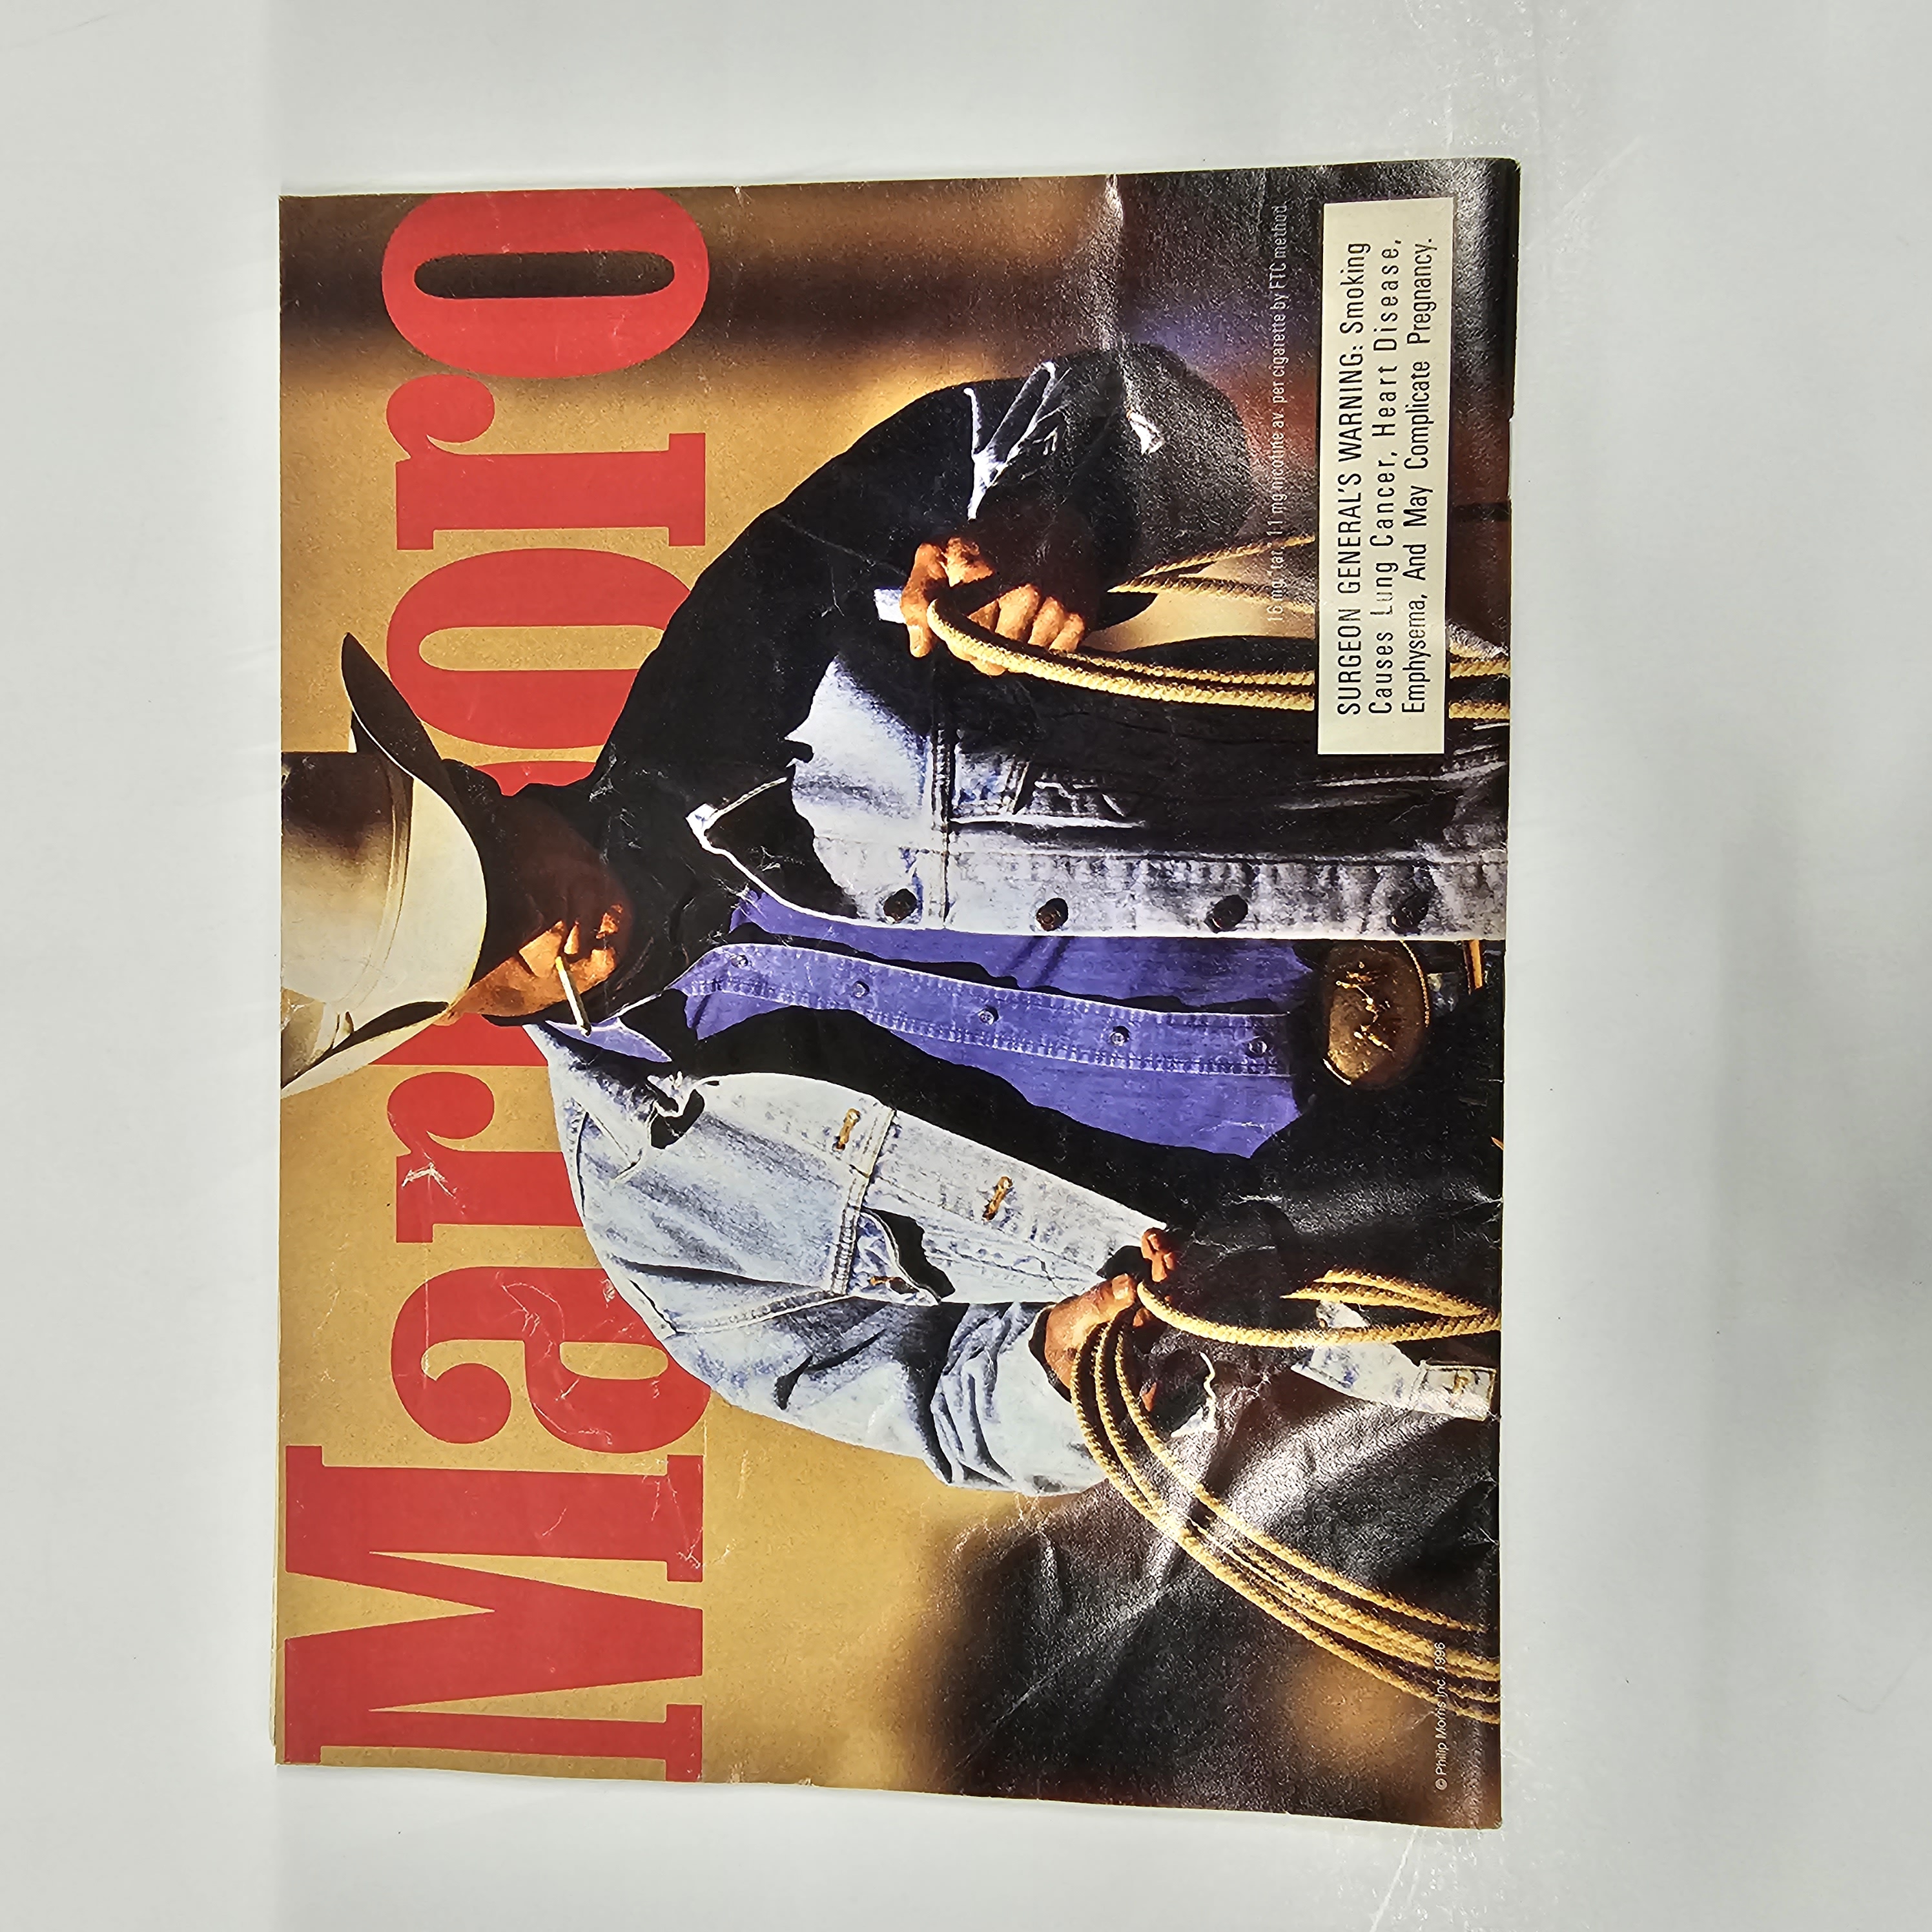 Marlboro
16 mg. "tar," 1.1 mg nicotine av. per cigarette by FTC method.
SURGEON GENERAL'S WARNING: Smoking
Causes Lung Cancer, Heart Disease,
Emphysema, And May Complicate Pregnancy.
© Philip Morris Inc. 1996